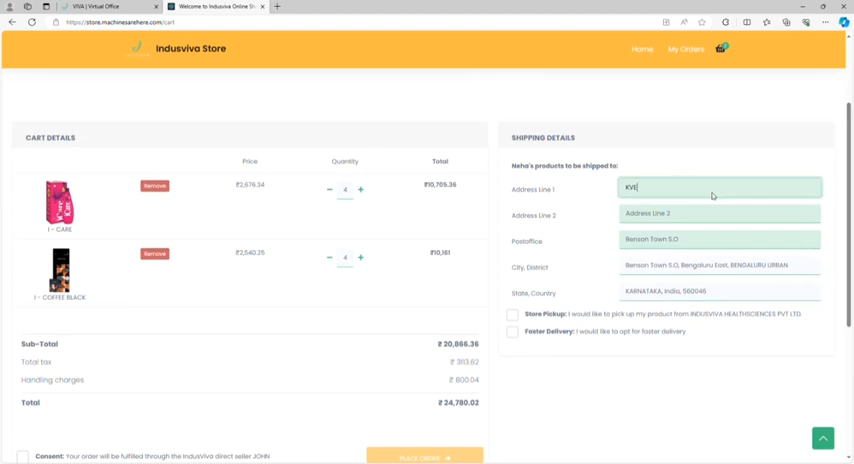 VIVA | Virtual Office
Welcome to Indusviva Online Sh
https://store.machinesarehere.com/cart
Indusviva Store
Home
My Orders
CART DETAILS
Price
Quantity
Total
Remove
₹2,676.34
4
₹10,705.36
I - CARE
Remove
₹2,540.25
4
₹10,161
I - COFFEE BLACK
Sub-Total
₹ 20,866.36
Total tax
₹ 3113.62
Handling charges
₹ 800.04
Total
₹ 24,780.02
Consent: Your order will be fulfilled through the IndusViva direct seller JOHN
PLACE ORDER
SHIPPING DETAILS
Neha's products to be shipped to:
Address Line 1
KVE
Address Line 2
Address Line 2
Postoffice
Benson Town S.O
City, District
Benson Town S.O, Bengaluru East, BENGALURU URBAN
State, Country
KARNATAKA, India, 560046
Store Pickup: I would like to pick up my product from INDUSVIVA HEALTHSCIENCES PVT LTD.
Faster Delivery: I would like to opt for faster delivery